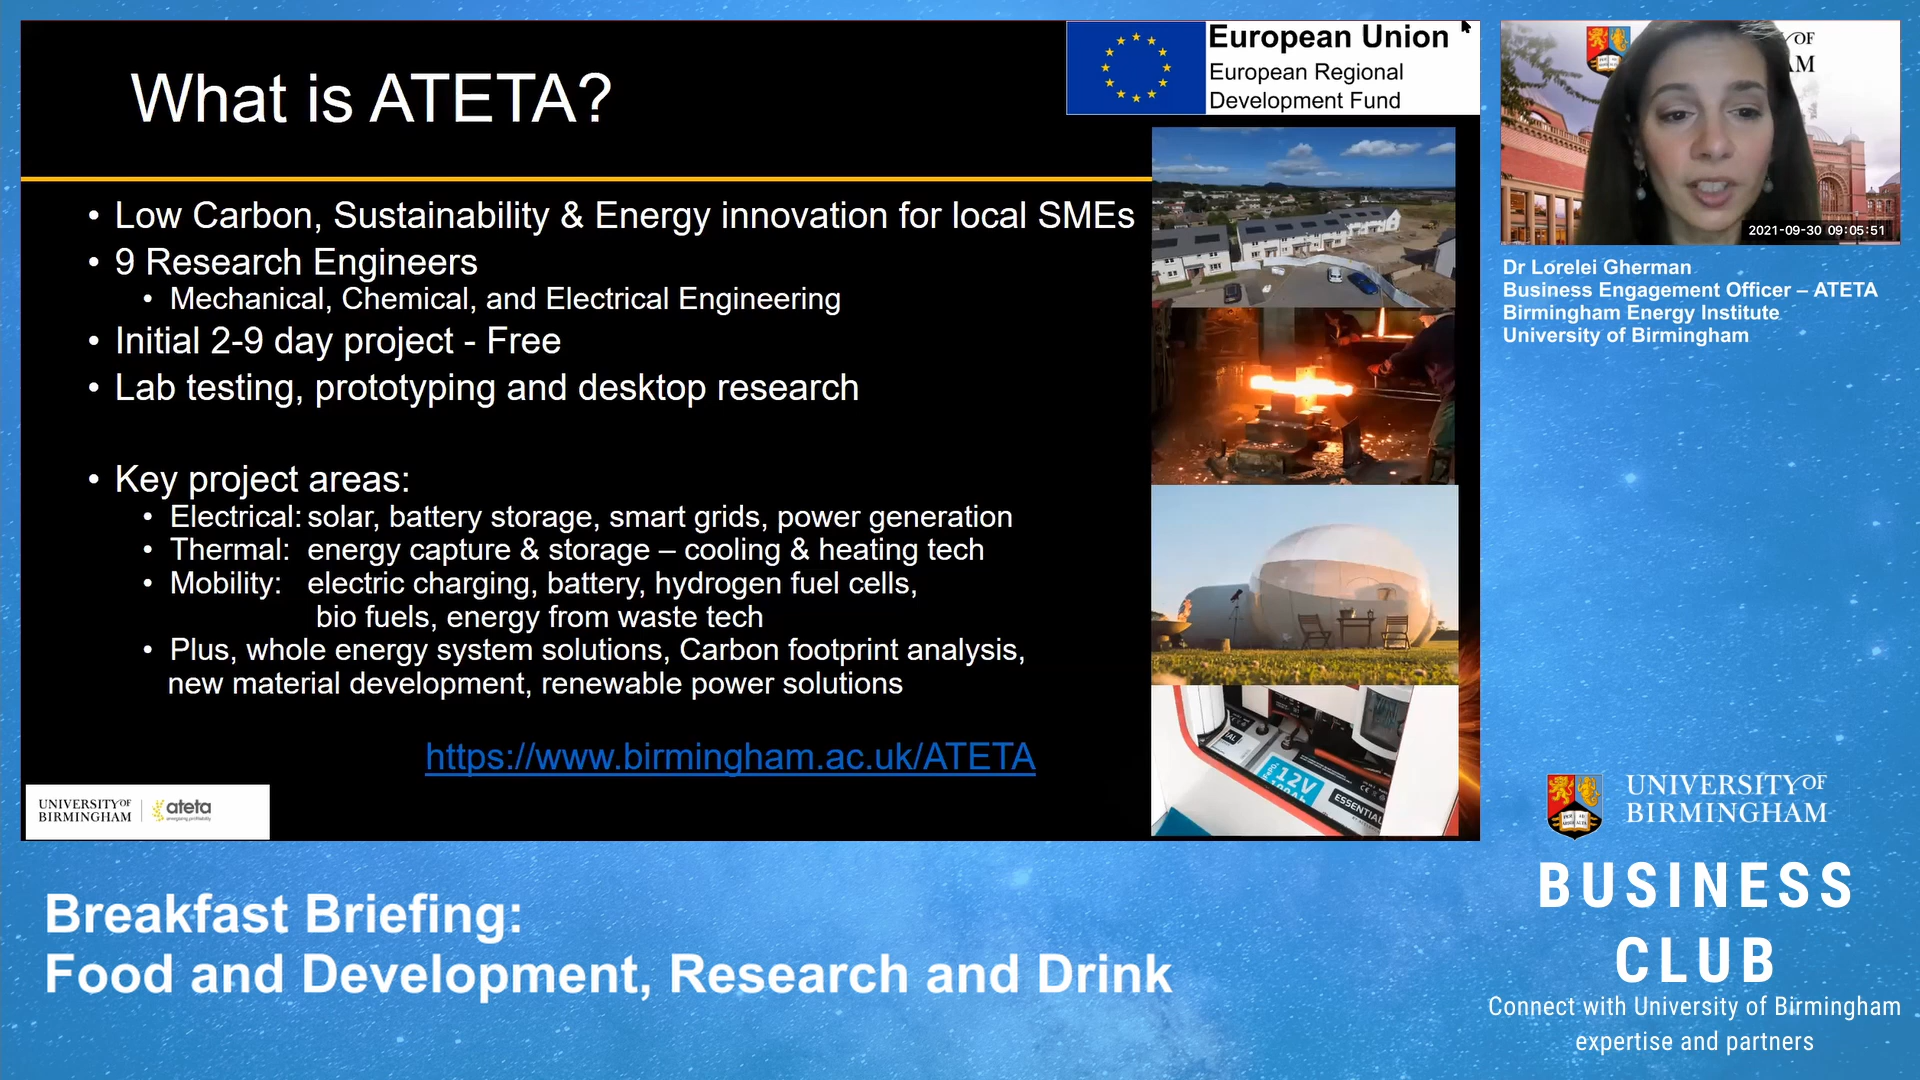 What is ATETA?
European Union
European Regional
Development Fund
• Low Carbon, Sustainability & Energy innovation for local SMEs
• 9 Research Engineers
• Mechanical, Chemical, and Electrical Engineering
• Initial 2-9 day project - Free
• Lab testing, prototyping and desktop research
• Key project areas:
• Electrical: solar, battery storage, smart grids, power generation
• Thermal: energy capture & storage – cooling & heating tech
• Mobility: electric charging, battery, hydrogen fuel cells,
bio fuels, energy from waste tech
• Plus, whole energy system solutions, Carbon footprint analysis,
new material development, renewable power solutions
https://www.birmingham.ac.uk/ATETA
UNIVERSITY OF
BIRMINGHAM
ateta
12V
ESSENTIAL
OF
AM
2021-09-30 09:05:51
Dr Lorelei Gherman
Business Engagement Officer – ATETA
Birmingham Energy Institute
University of Birmingham
Breakfast Briefing:
Food and Development, Research and Drink
UNIVERSITY OF
BIRMINGHAM
BUSINESS
CLUB
Connect with University of Birmingham
expertise and partners